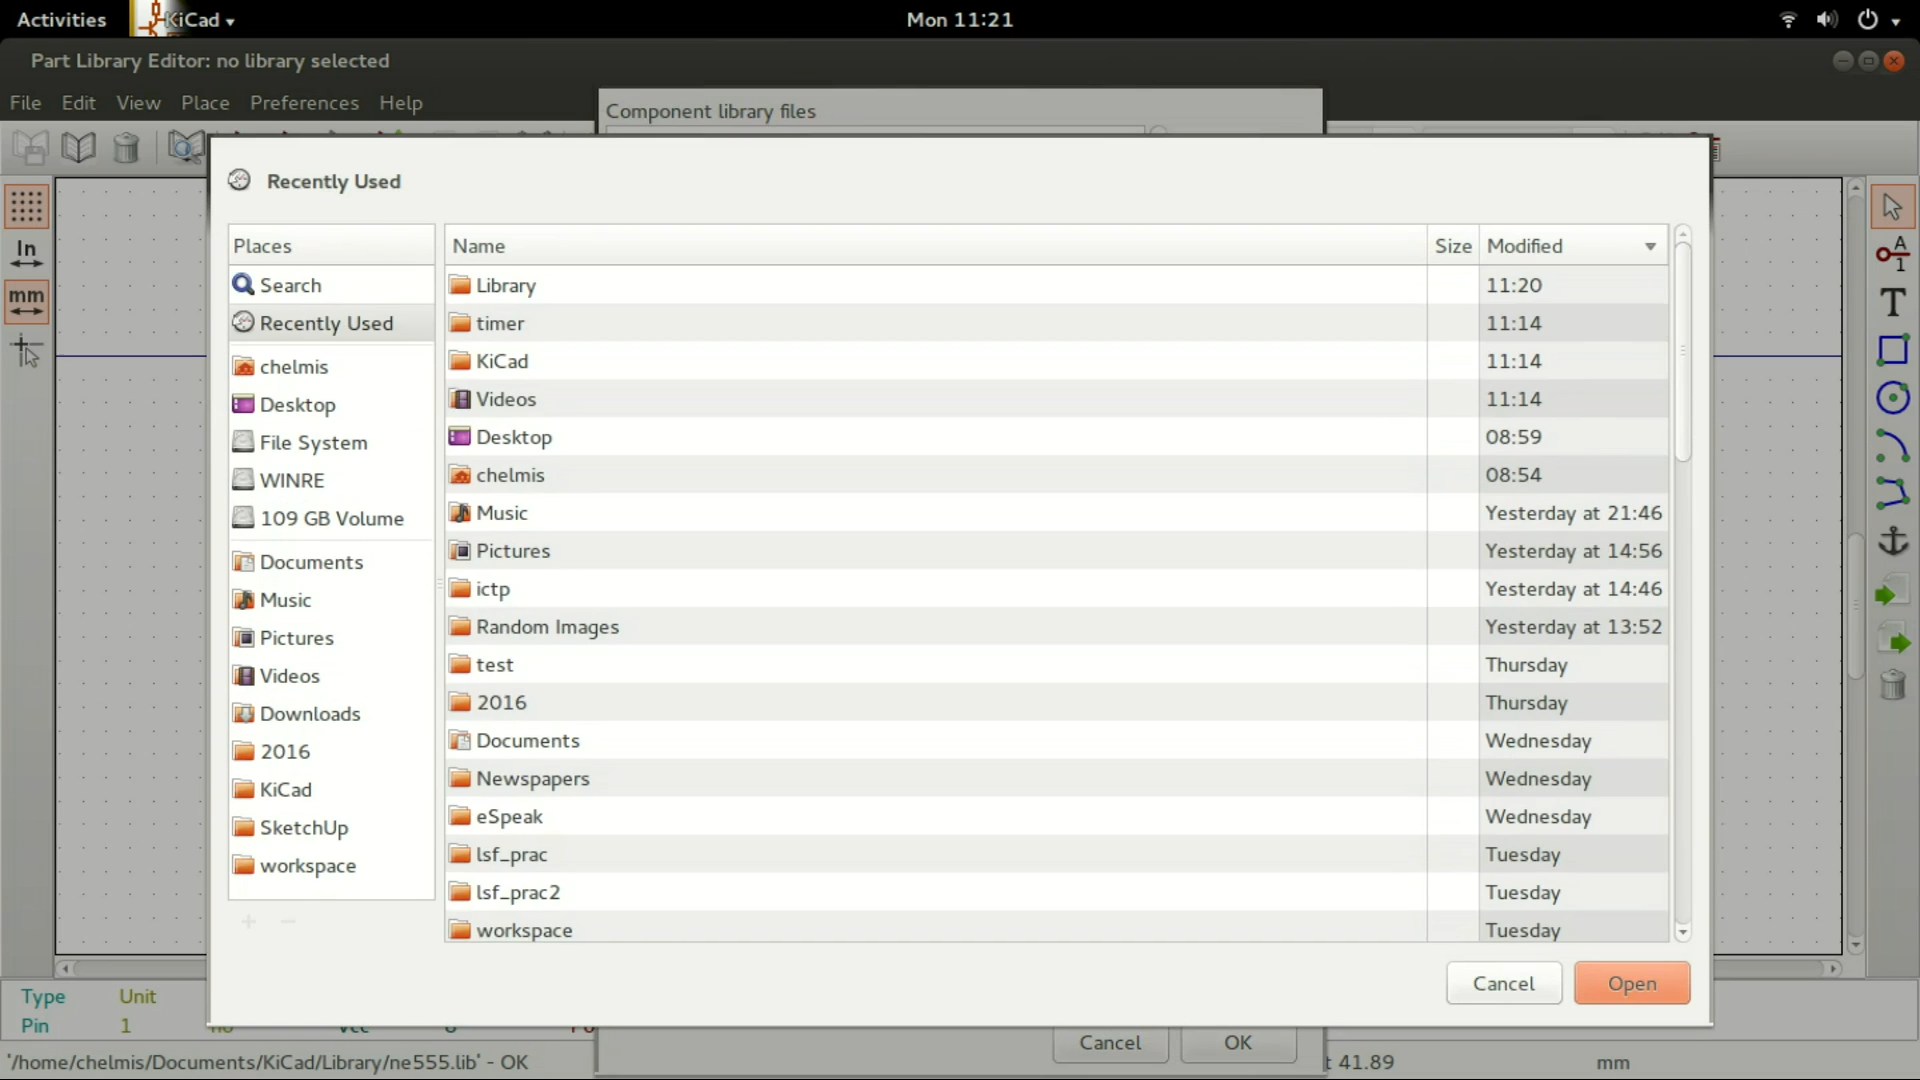 Activities KiCad Mon 11:21
Part Library Editor: no library selected
File Edit View Place Preferences Help
Component library files
Recently Used
Places Name Size Modified
Search
Recently Used
chelmis
Desktop
File System
WINRE
109 GB Volume
Documents
Music
Pictures
Videos
Downloads
2016
KiCad
SketchUp
workspace
Library 11:20
timer 11:14
KiCad 11:14
Videos 11:14
Desktop 08:59
chelmis 08:54
Music Yesterday at 21:46
Pictures Yesterday at 14:56
ictp Yesterday at 14:46
Random Images Yesterday at 13:52
test Thursday
2016 Thursday
Documents Wednesday
Newspapers Wednesday
eSpeak Wednesday
lsf_prac Tuesday
lsf_prac2 Tuesday
workspace Tuesday
In
mm
A
1
T
Cancel Open
Type Unit
Pin 1
Cancel OK
'/home/chelmis/Documents/KiCad/Library/ne555.lib' - OK
41.89 mm